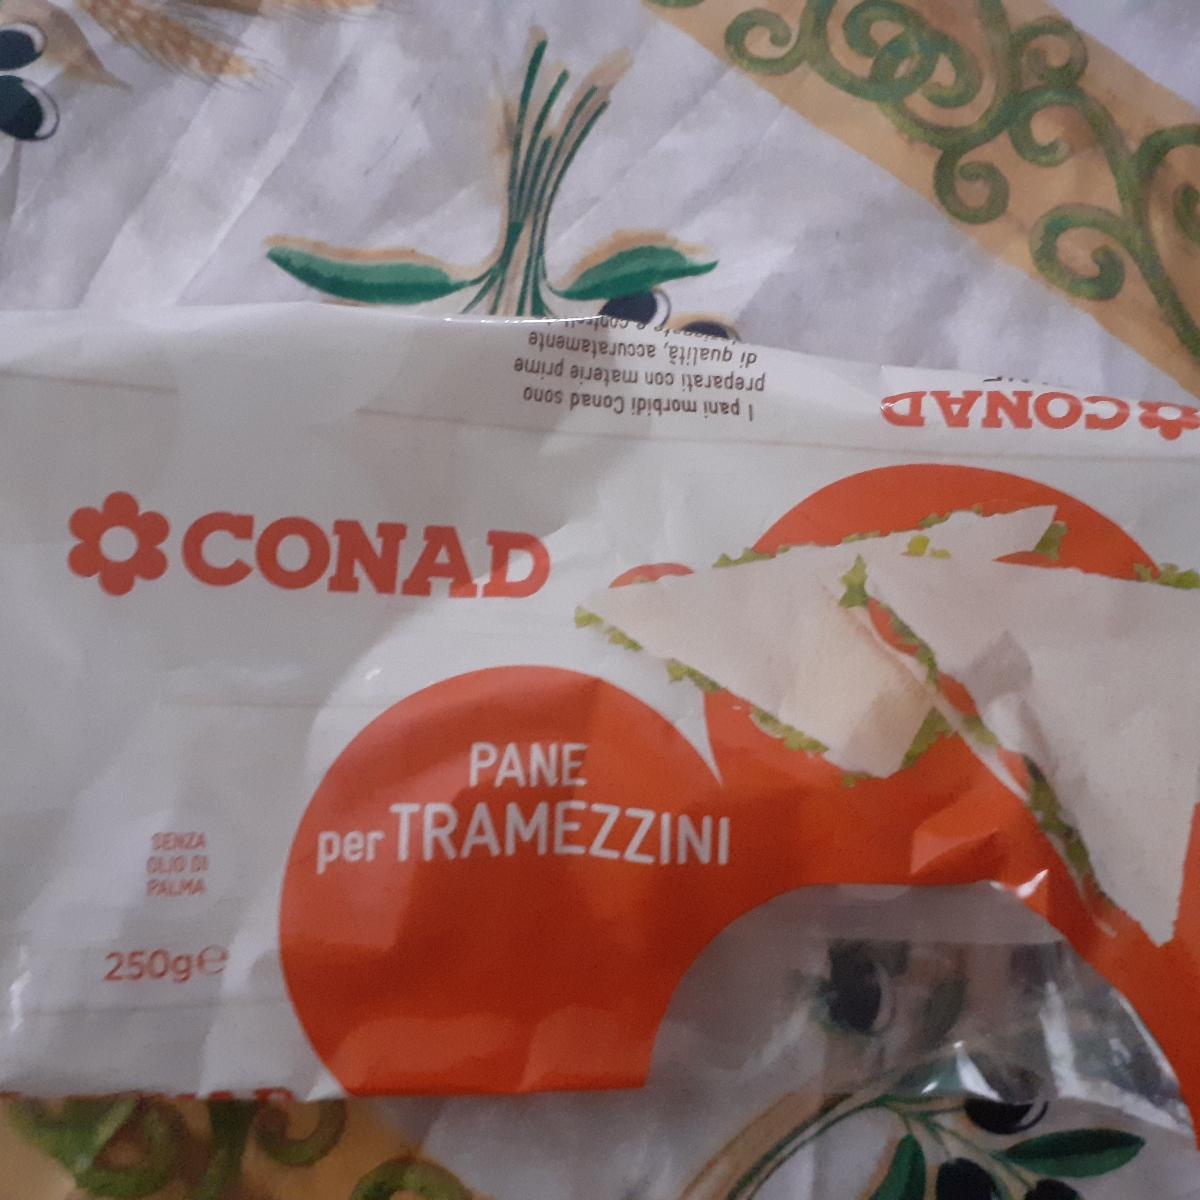 I pani morbidi Conad sono
preparati con materie prime
di qualità, accuratamente
CONAD
CONAD
PANE
per TRAMEZZINI
SENZA
OLIO DI
PALMA
250g e